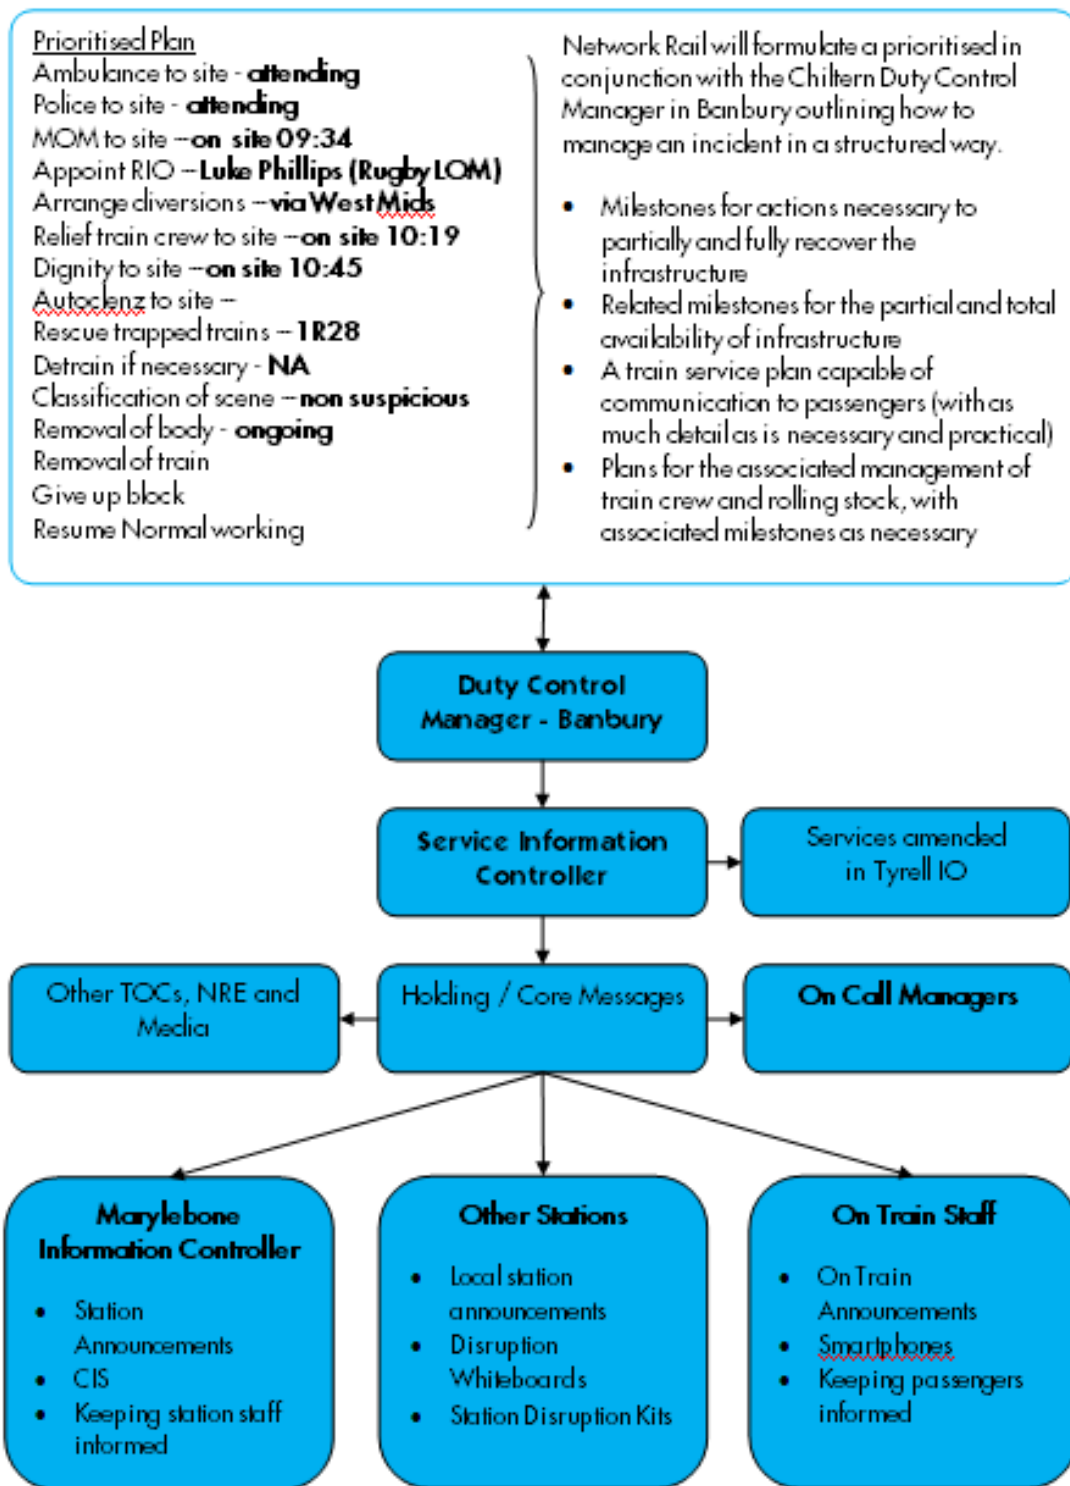 Prioritised Plan
Ambulance to site - attending
Police to site - attending
MOM to site – on site 09:34
Appoint RIO – Luke Phillips (Rugby LOM)
Arrange diversions – via West Mids
Relief train crew to site – on site 10:19
Dignity to site – on site 10:45
Autoclenz to site –
Rescue trapped trains – 1R28
Detrain if necessary - NA
Classification of scene – non suspicious
Removal of body - ongoing
Removal of train
Give up block
Resume Normal working
Network Rail will formulate a prioritised in
conjunction with the Chiltern Duty Control
Manager in Banbury outlining how to
manage an incident in a structured way.
• Milestones for actions necessary to
partially and fully recover the
infrastructure
• Related milestones for the partial and total
availability of infrastructure
• A train service plan capable of
communication to passengers (with as
much detail as is necessary and practical)
• Plans for the associated management of
train crew and rolling stock, with
associated milestones as necessary
Duty Control
Manager - Banbury
Service Information
Controller
Services amended
in Tyrell IO
Other TOCs, NRE and
Media
Holding / Core Messages
On Call Managers
Marylebone
Information Controller
• Station
Announcements
• CIS
• Keeping station staff
informed
Other Stations
• Local station
announcements
• Disruption
Whiteboards
• Station Disruption Kits
On Train Staff
• On Train
Announcements
• Smartphones
• Keeping passengers
informed